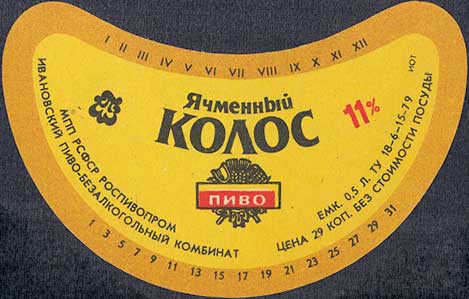 I II III IV V VI VII VIII IX X XI XII
Ячменный
КОЛОС
11%
ПИВО
МПП РСФСР РОСПИВОПРОМ
ИВАНОВСКИЙ ПИВО-БЕЗАЛКОГОЛЬНЫЙ КОМБИНАТ
ЕМК. 0,5 Л. ТУ 18-6-15-79
ЦЕНА 29 КОП. БЕЗ СТОИМОСТИ ПОСУДЫ
ИОТ
1 3 5 7 9 11 13 15 17 19 21 23 25 27 29 31